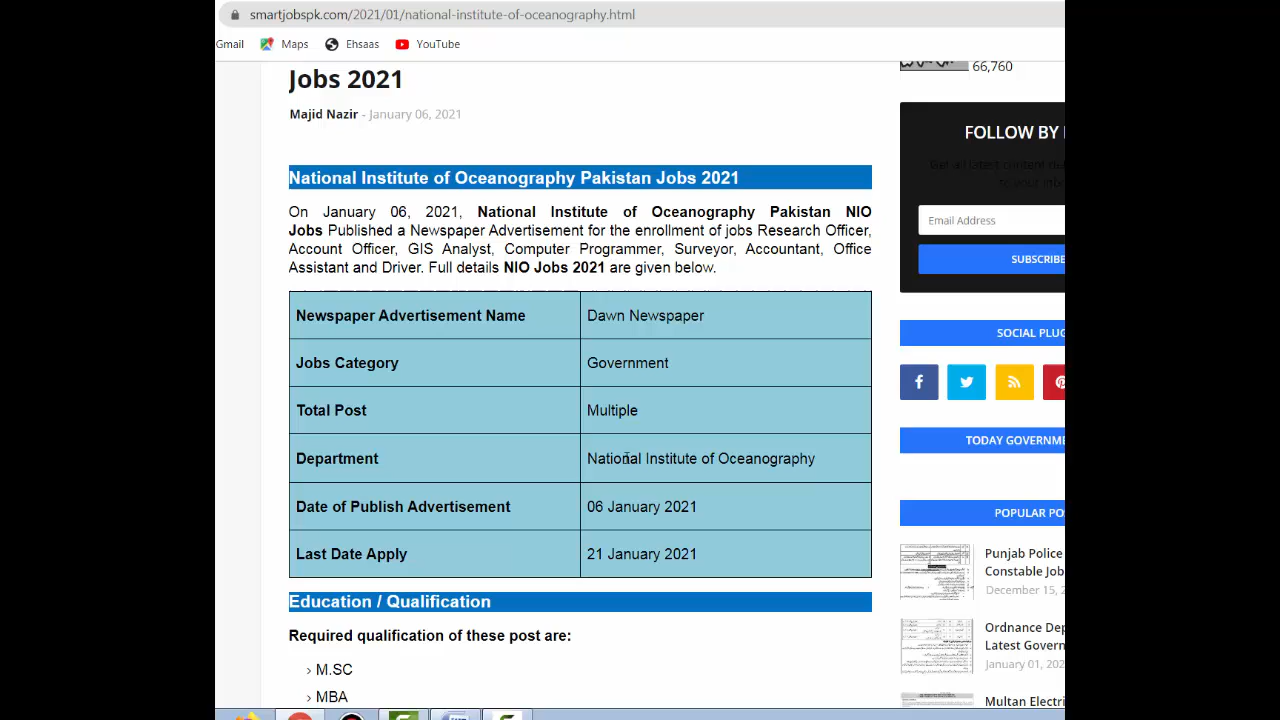 smartjobspk.com/2021/01/national-institute-of-oceanography.html
Gmail Maps Ehsaas YouTube
Jobs 2021
Majid Nazir - January 06, 2021
National Institute of Oceanography Pakistan Jobs 2021
On January 06, 2021, National Institute of Oceanography Pakistan NIO
Jobs Published a Newspaper Advertisement for the enrollment of jobs Research Officer,
Account Officer, GIS Analyst, Computer Programmer, Surveyor, Accountant, Office
Assistant and Driver. Full details NIO Jobs 2021 are given below.
Newspaper Advertisement Name Dawn Newspaper
Jobs Category Government
Total Post Multiple
Department National Institute of Oceanography
Date of Publish Advertisement 06 January 2021
Last Date Apply 21 January 2021
Education / Qualification
Required qualification of these post are:
› M.SC
› MBA
66,760
FOLLOW BY
Get all latest content
to your
Email Address
SUBSCRIBE
SOCIAL PLUG
TODAY GOVERNME
POPULAR PO
Punjab Police
Constable Job
December 15, 2
Ordnance Dep
Latest Govern
January 01, 202
Multan Electri